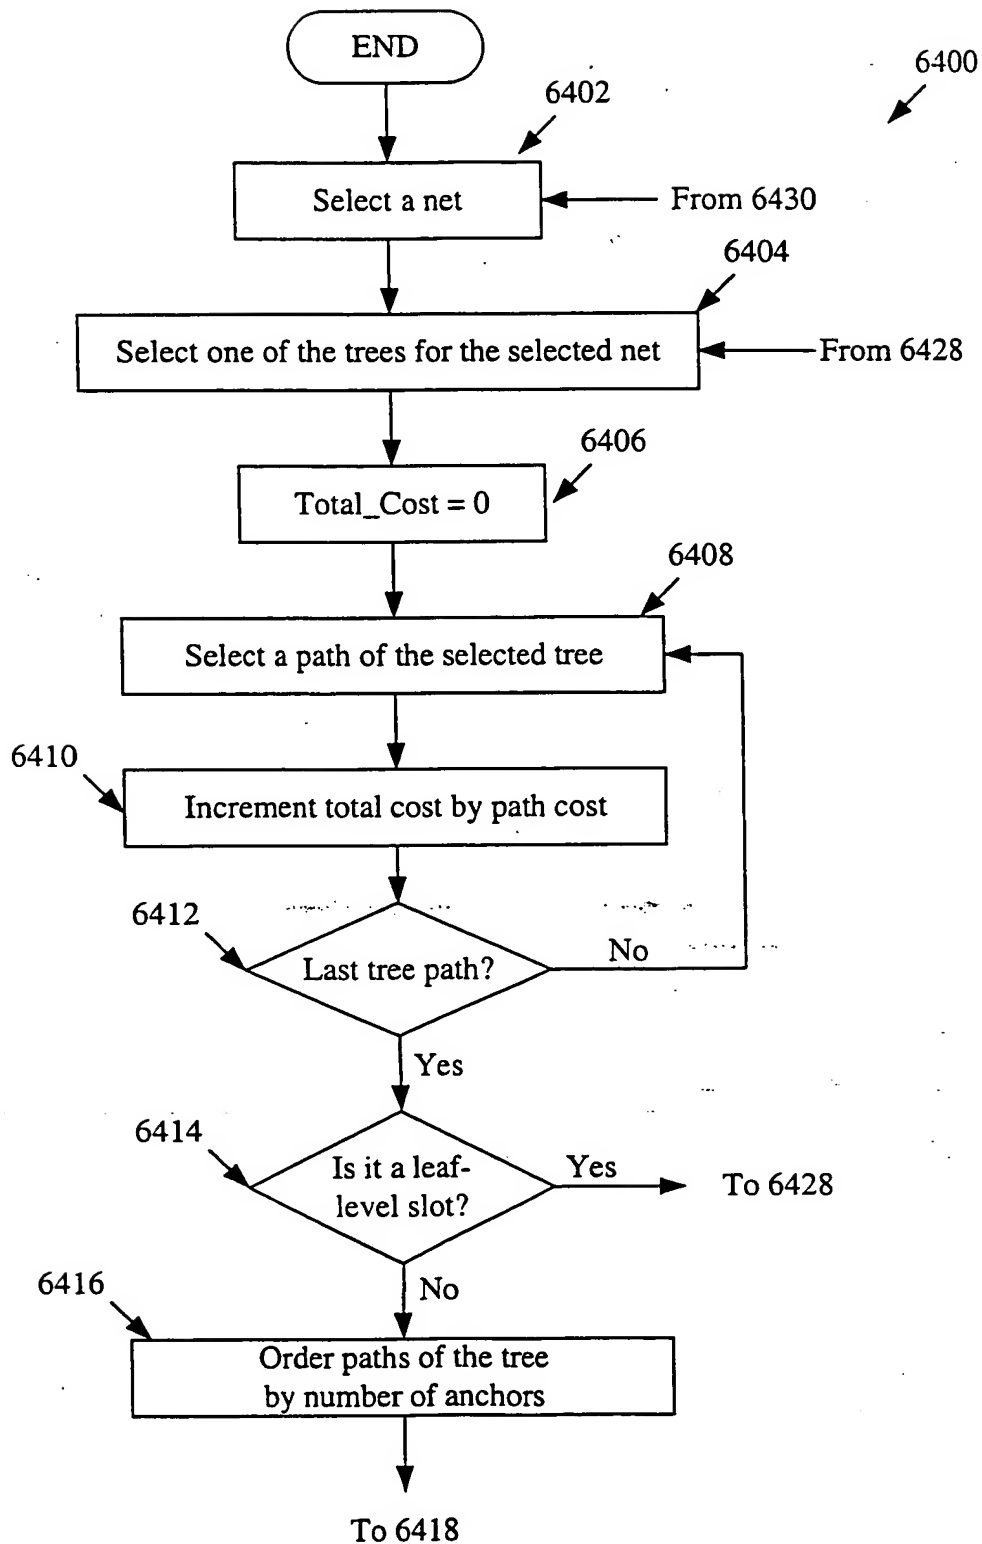 END
6400
6402
Select a net
From 6430
6404
Select one of the trees for the selected net
From 6428
6406
Total_Cost = 0
6408
Select a path of the selected tree
6410
Increment total cost by path cost
6412
Last tree path?
No
Yes
6414
Is it a leaf-
level slot?
Yes
To 6428
No
6416
Order paths of the tree
by number of anchors
To 6418